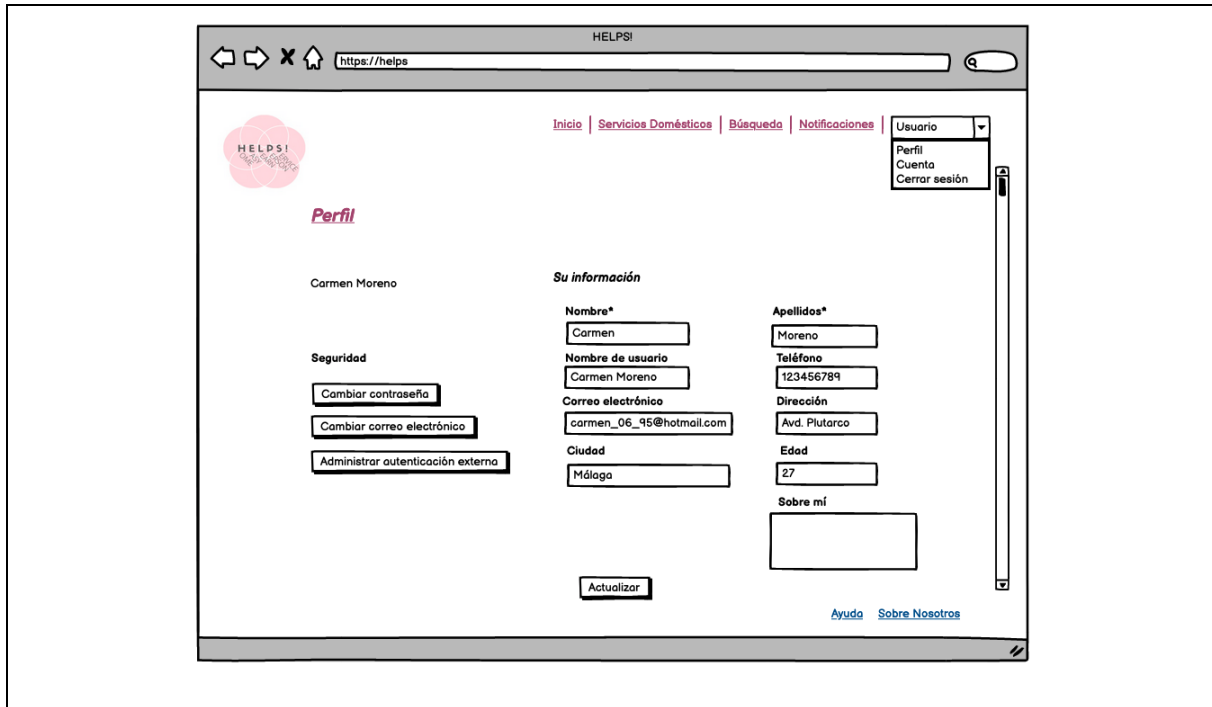 HELPS!
https://helps
Inicio | Servicios Domésticos | Búsqueda | Notificaciones |
Usuario
Perfil
Cuenta
Cerrar sesión
HELPS!
Perfil
Carmen Moreno
Seguridad
Cambiar contraseña
Cambiar correo electrónico
Administrar autenticación externa
Su información
Nombre*
Carmen
Apellidos*
Moreno
Nombre de usuario
Carmen Moreno
Teléfono
123456789
Correo electrónico
carmen_06_95@hotmail.com
Dirección
Avd. Plutarco
Ciudad
Málaga
Edad
27
Sobre mí
Actualizar
Ayuda
Sobre Nosotros